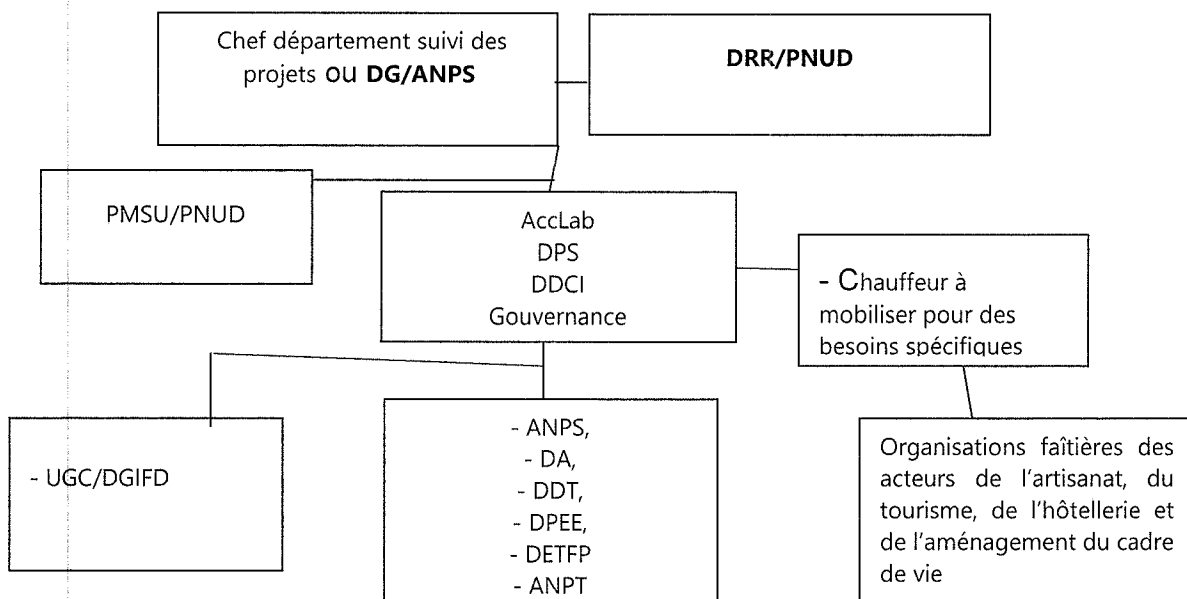 Chef département suivi des
projets ou DG/ANPS
DRR/PNUD
PMSU/PNUD
AccLab
DPS
DDCI
Gouvernance
- Chauffeur à
mobiliser pour des
besoins spécifiques
- UGC/DGIFD
- ANPS,
- DA,
- DDT,
- DPEE,
- DETFP
- ANPT
Organisations faîtières des
acteurs de l'artisanat, du
tourisme, de l'hôtellerie et
de l'aménagement du cadre
de vie